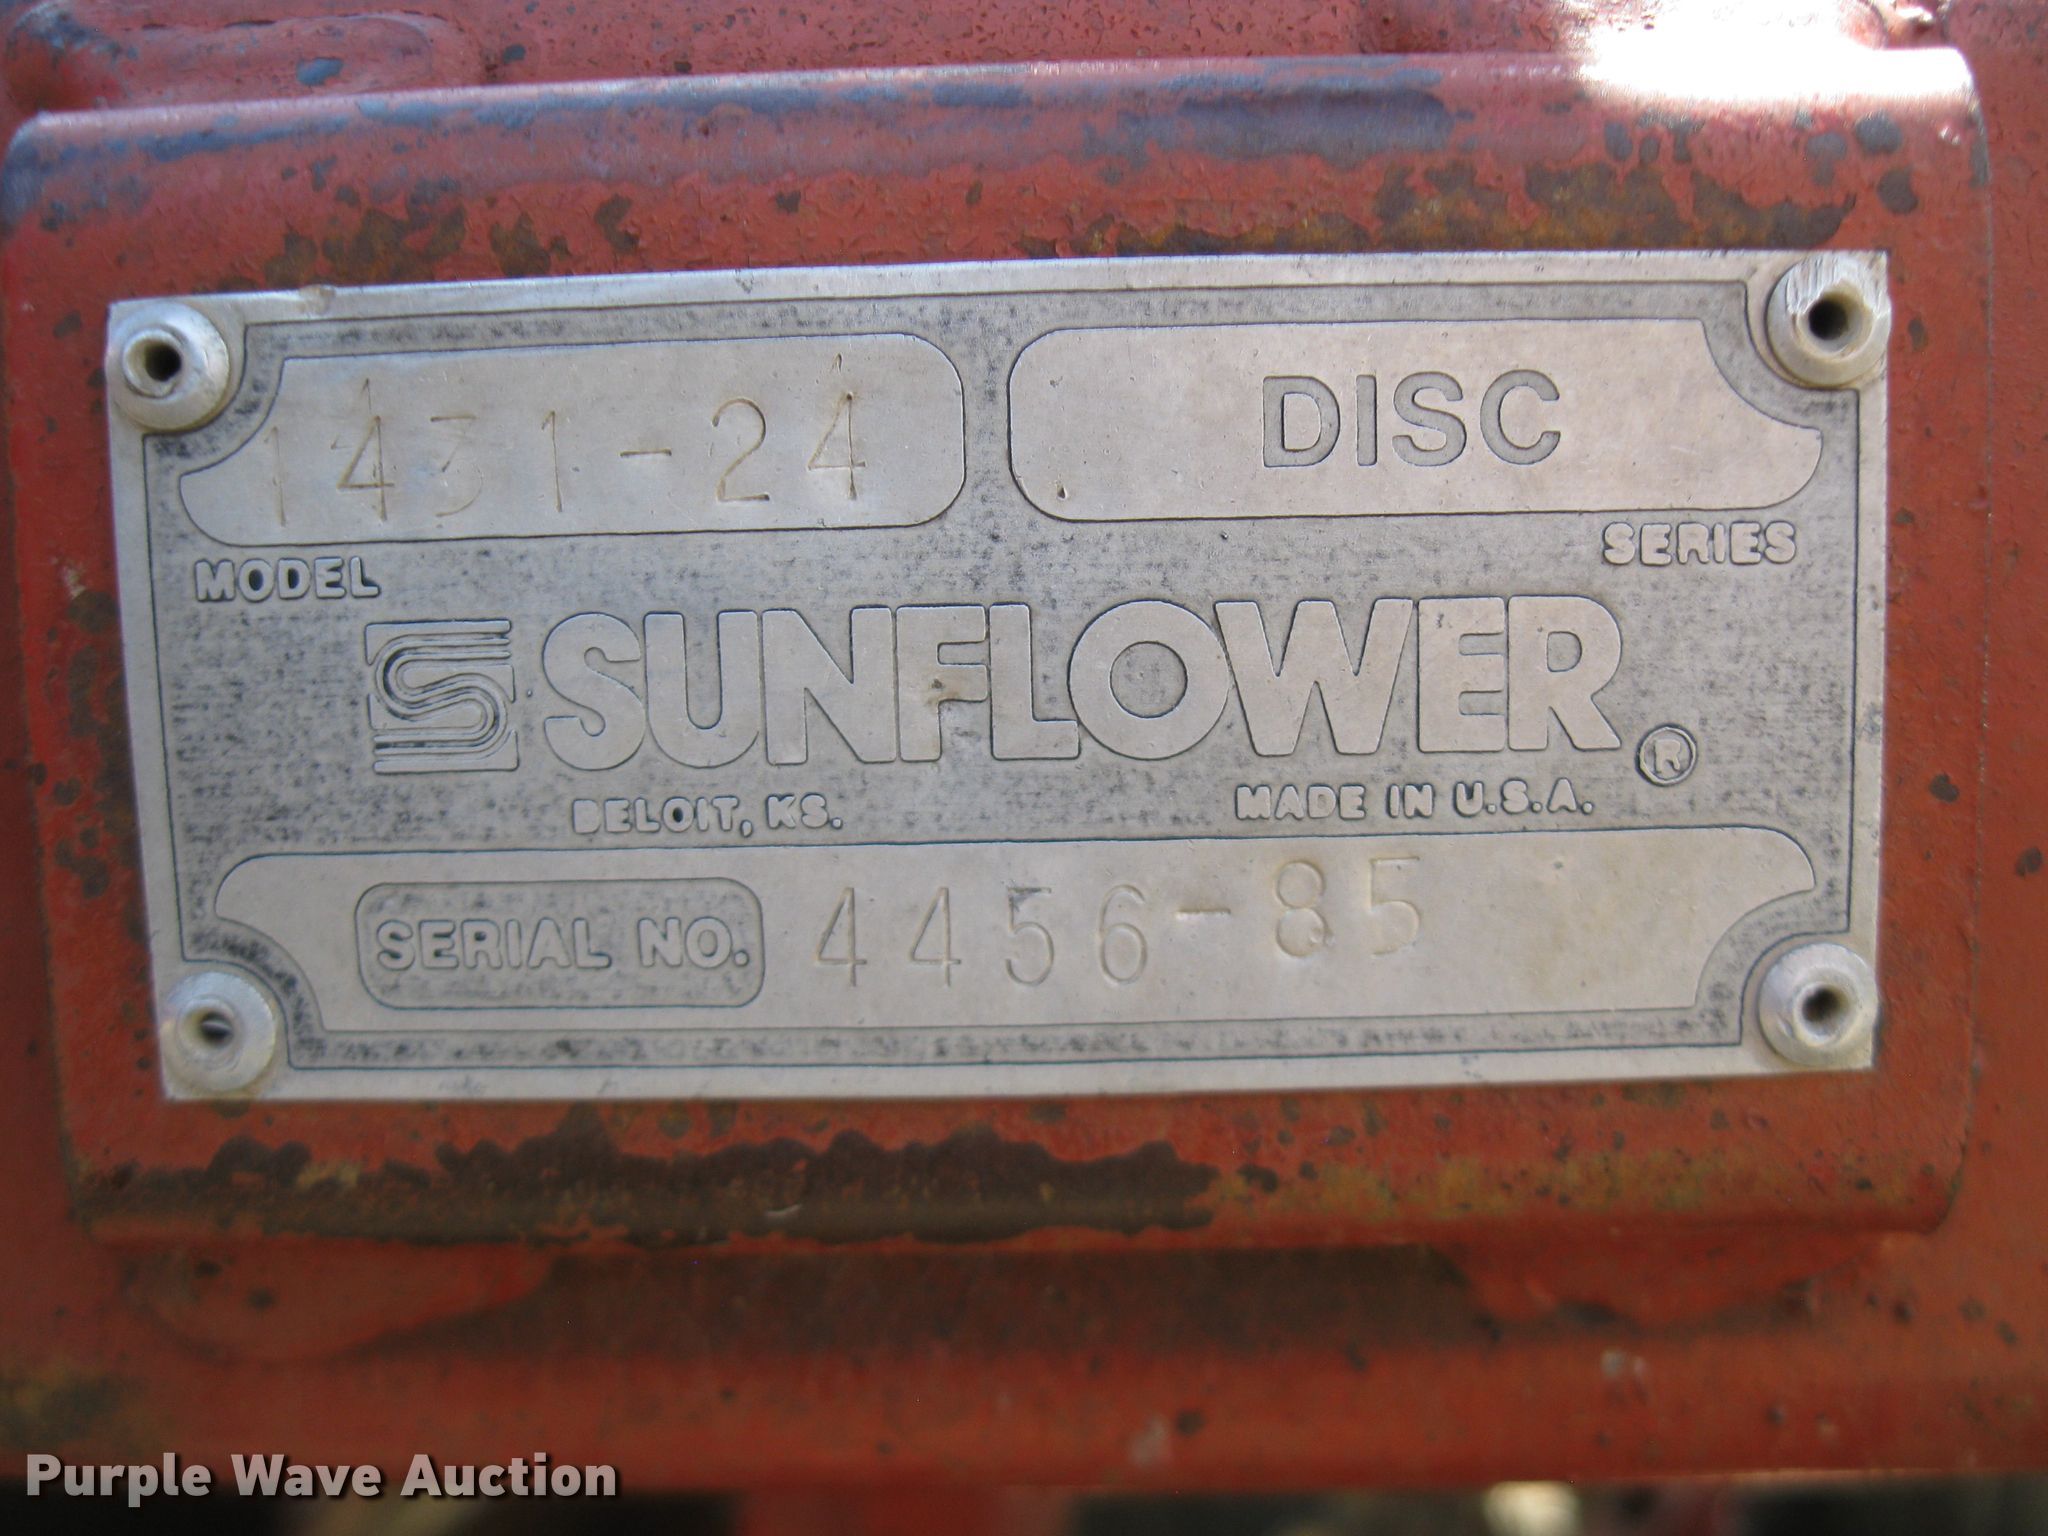 1431-24 DISC
MODEL SERIES
SUNFLOWER ®
BELOIT, KS. MADE IN U.S.A.
SERIAL NO. 4456-85
Purple Wave Auction